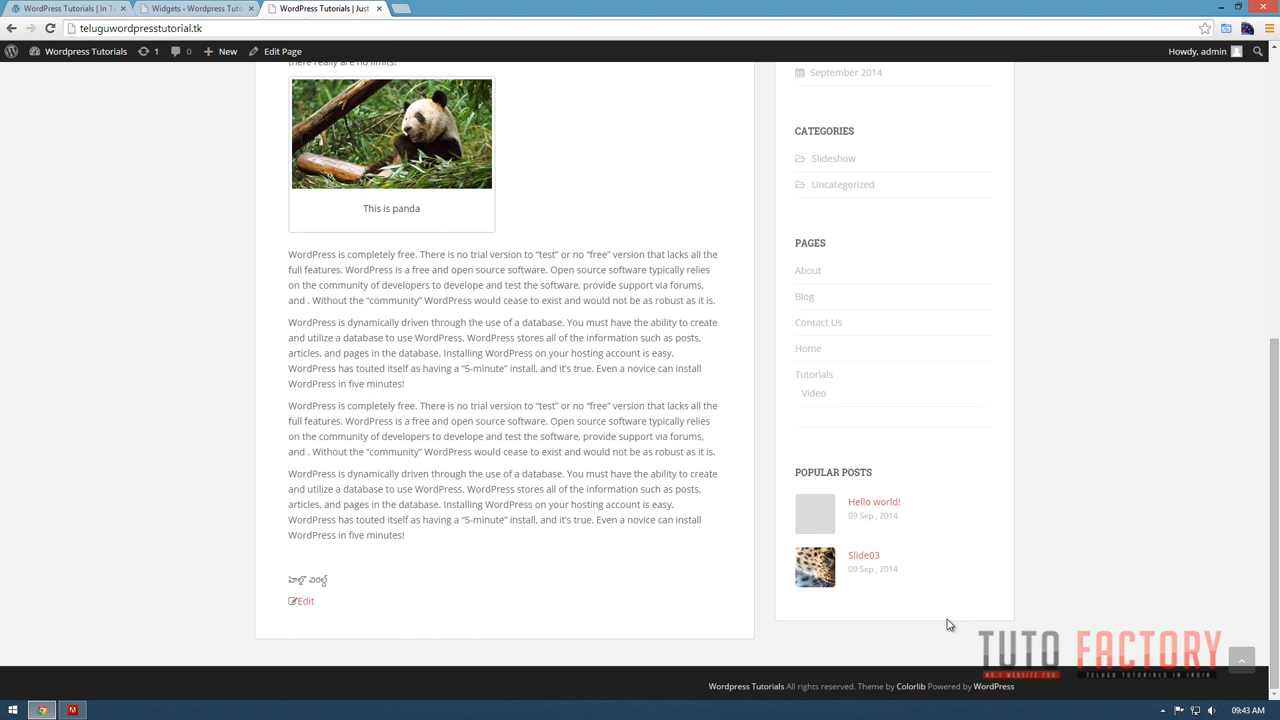 WordPress Tutorials | In T
Widgets ‹ Wordpress Tuto
WordPress Tutorials | Just
teluguwordpresstutorial.tk
WordPress Tutorials
1
0
New
Edit Page
Howdy, admin
there really are no limits!
This is panda
WordPress is completely free. There is no trial version to “test” or no “free” version that lacks all the
full features. WordPress is a free and open source software. Open source software typically relies
on the community of developers to develope and test the software, provide support via forums,
and . Without the “community” WordPress would cease to exist and would not be as robust as it is.
WordPress is dynamically driven through the use of a database. You must have the ability to create
and utilize a database to use WordPress. WordPress stores all of the information such as posts,
articles, and pages in the database. Installing WordPress on your hosting account is easy.
WordPress has touted itself as having a “5-minute” install, and it’s true. Even a novice can install
WordPress in five minutes!
WordPress is completely free. There is no trial version to “test” or no “free” version that lacks all the
full features. WordPress is a free and open source software. Open source software typically relies
on the community of developers to develope and test the software, provide support via forums,
and . Without the “community” WordPress would cease to exist and would not be as robust as it is.
WordPress is dynamically driven through the use of a database. You must have the ability to create
and utilize a database to use WordPress. WordPress stores all of the information such as posts,
articles, and pages in the database. Installing WordPress on your hosting account is easy.
WordPress has touted itself as having a “5-minute” install, and it’s true. Even a novice can install
WordPress in five minutes!
హెల్లొ వరల్డ్
Edit
September 2014
CATEGORIES
Slideshow
Uncategorized
PAGES
About
Blog
Contact Us
Home
Tutorials
Video
POPULAR POSTS
Hello world!
09 Sep , 2014
Slide03
09 Sep , 2014
TUTO FACTORY
NO.1 WEBSITE FOR TELUGU TUTORIALS IN INDIA
Wordpress Tutorials All rights reserved. Theme by Colorlib Powered by WordPress
09:43 AM